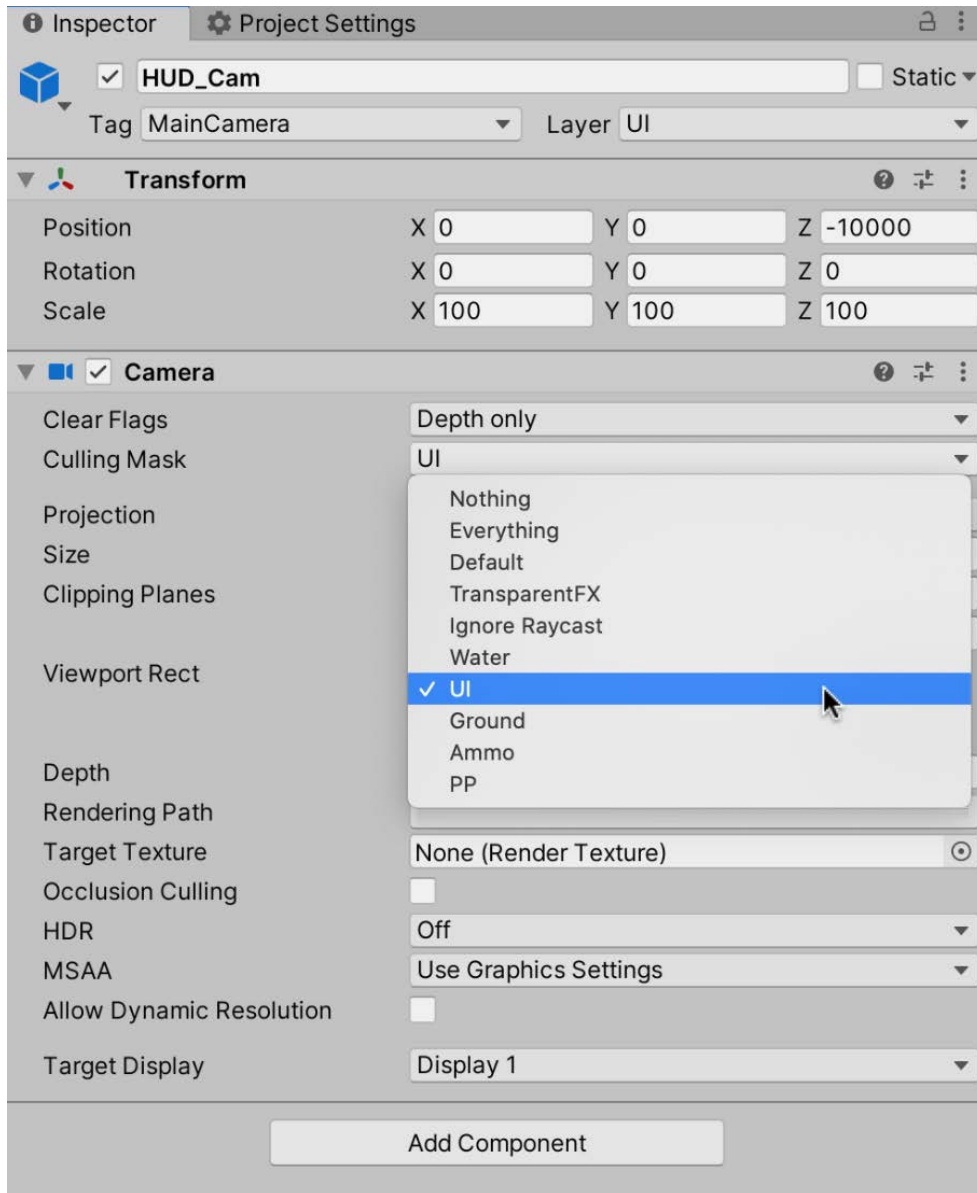 Inspector Project Settings
HUD_Cam Static
Tag MainCamera Layer UI
Transform
Position X 0 Y 0 Z -10000
Rotation X 0 Y 0 Z 0
Scale X 100 Y 100 Z 100
Camera
Clear Flags Depth only
Culling Mask UI
Nothing
Projection
Everything
Size
Default
Clipping Planes
TransparentFX
Ignore Raycast
Water
Viewport Rect
UI
Ground
Ammo
Depth
PP
Rendering Path
Target Texture None (Render Texture)
Occlusion Culling
HDR Off
MSAA Use Graphics Settings
Allow Dynamic Resolution
Target Display Display 1
Add Component